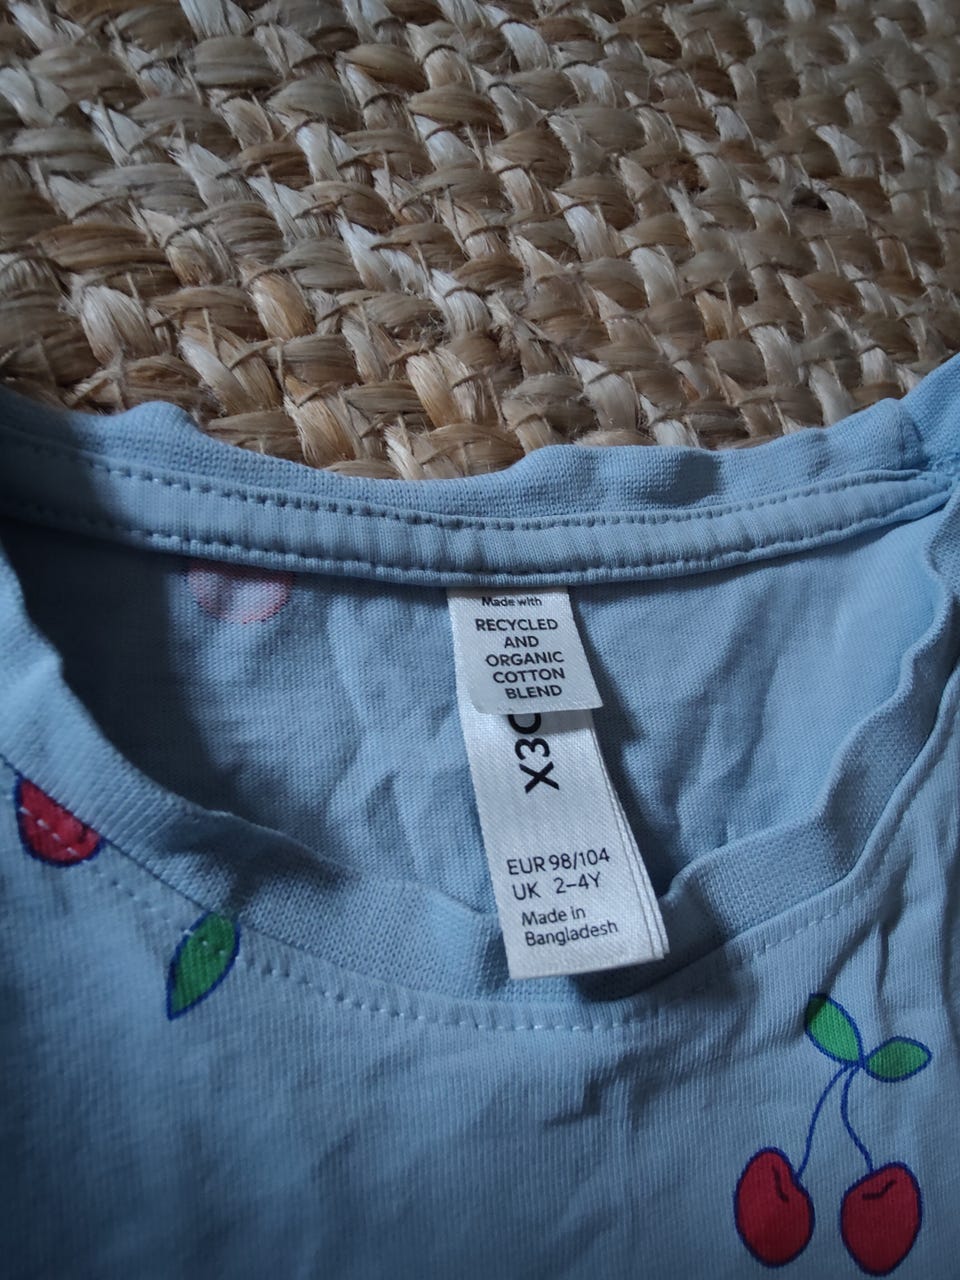 Made with
RECYCLED
AND
ORGANIC
COTTON
BLEND
EUR 98/104
UK 2–4Y
Made in
Bangladesh